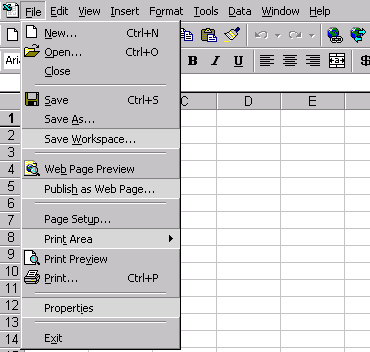 File Edit View Insert Format Tools Data Window Help
New... Ctrl+N
Open... Ctrl+O
Close
Save Ctrl+S
Save As...
Save Workspace...
Web Page Preview
Publish as Web Page...
Page Setup...
Print Area
Print Preview
Print... Ctrl+P
Properties
Exit
Ari
B I U $
C D E
1
2
3
4
5
6
7
8
9
10
11
12
13
14